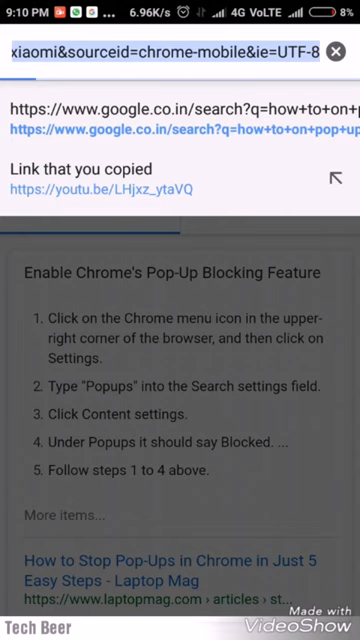 9:10 PM ... 6.96K/S 4G VoLTE 8%
xiaomi&sourceid=chrome-mobile&ie=UTF-8
https://www.google.co.in/search?q=how+to+on+p
https://www.google.co.in/search?q=how+to+on+pop+up
Link that you copied
https://youtu.be/LHjxz_ytaVQ
Enable Chrome's Pop-Up Blocking Feature
1. Click on the Chrome menu icon in the upper-
right corner of the browser, and then click on
Settings.
2. Type "Popups" into the Search settings field.
3. Click Content settings.
4. Under Popups it should say Blocked. ...
5. Follow steps 1 to 4 above.
More items...
How to Stop Pop-Ups in Chrome in Just 5
Easy Steps - Laptop Mag
https://www.laptopmag.com › articles › st...
Made with
VideoShow
Tech Beer